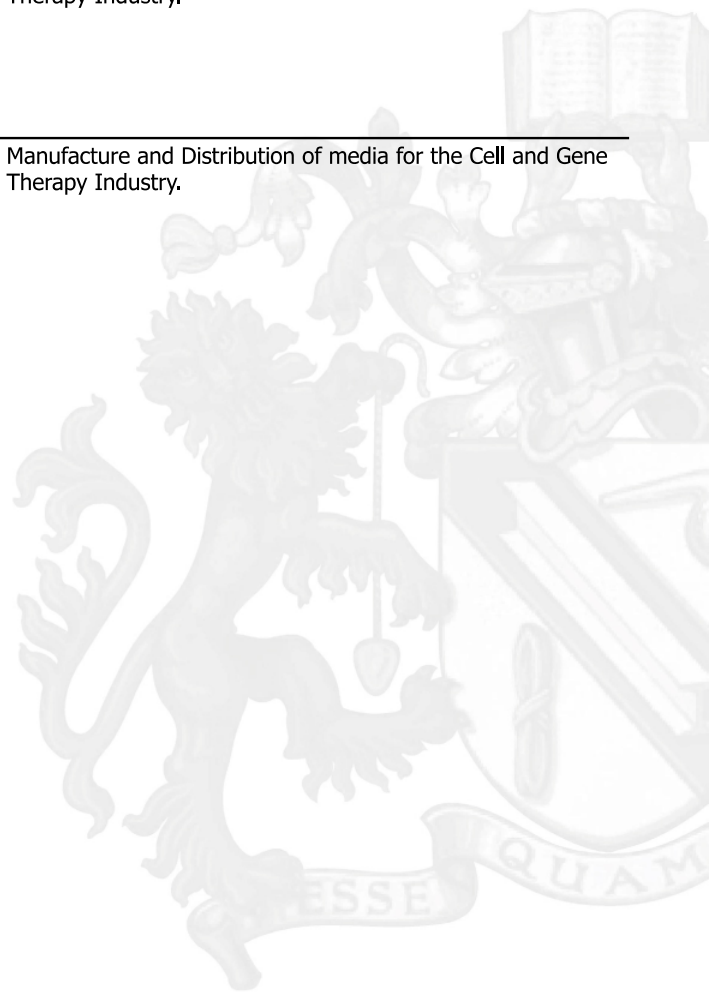 Therapy Industry.
Manufacture and Distribution of media for the Cell and Gene
Therapy Industry.
ESSE
QUAM